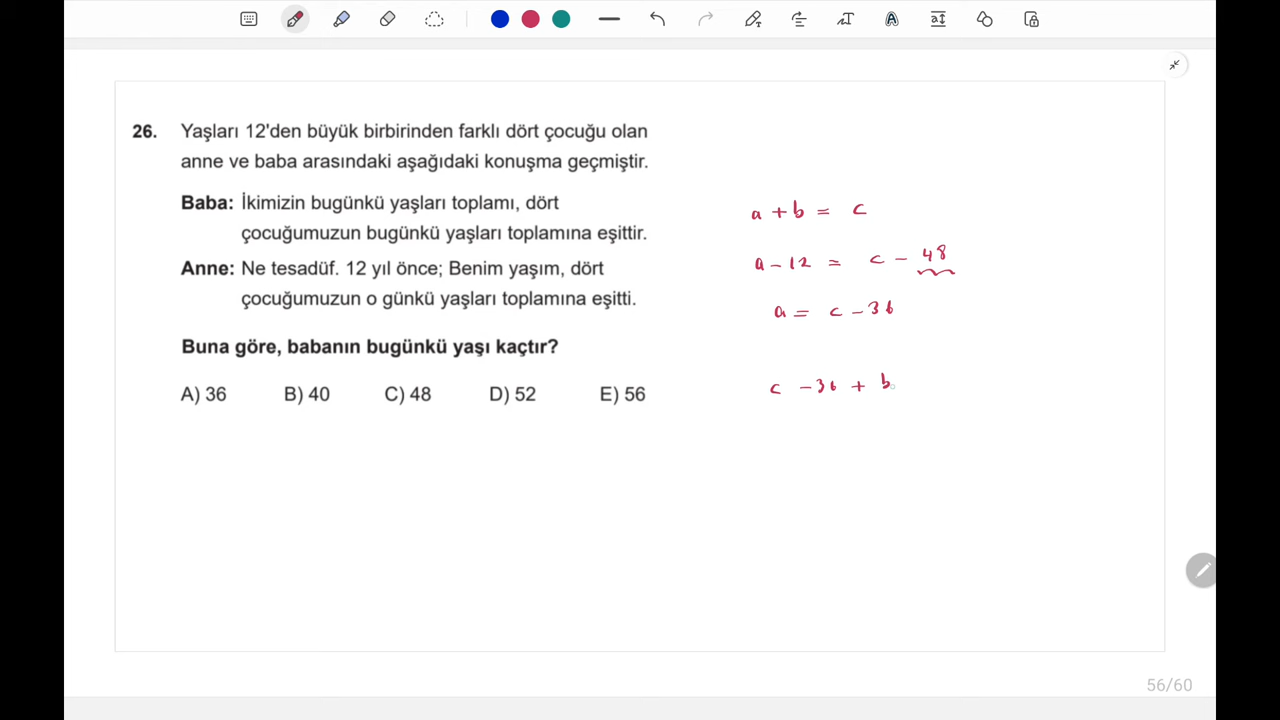 26. Yaşları 12'den büyük birbirinden farklı dört çocuğu olan
anne ve baba arasındaki aşağıdaki konuşma geçmiştir.
Baba: İkimizin bugünkü yaşları toplamı, dört
çocuğumuzun bugünkü yaşları toplamına eşittir.
Anne: Ne tesadüf. 12 yıl önce; Benim yaşım, dört
çocuğumuzun o günkü yaşları toplamına eşitti.
Buna göre, babanın bugünkü yaşı kaçtır?
A) 36 B) 40 C) 48 D) 52 E) 56
a + b = c
a - 12 = c - 48
a = c - 36
c - 36 + b
56/60